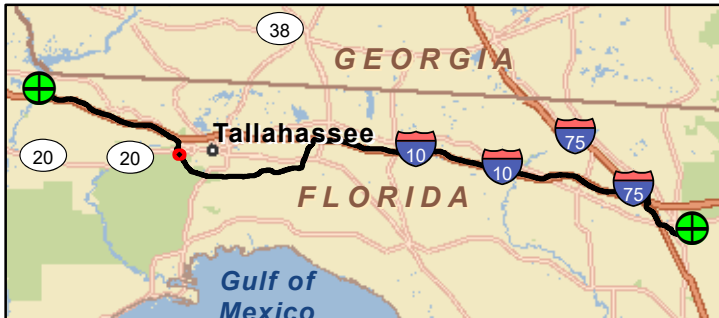 38
GEORGIA
Tallahassee
75
20
20
10
10
FLORIDA
75
Gulf of
Mexico